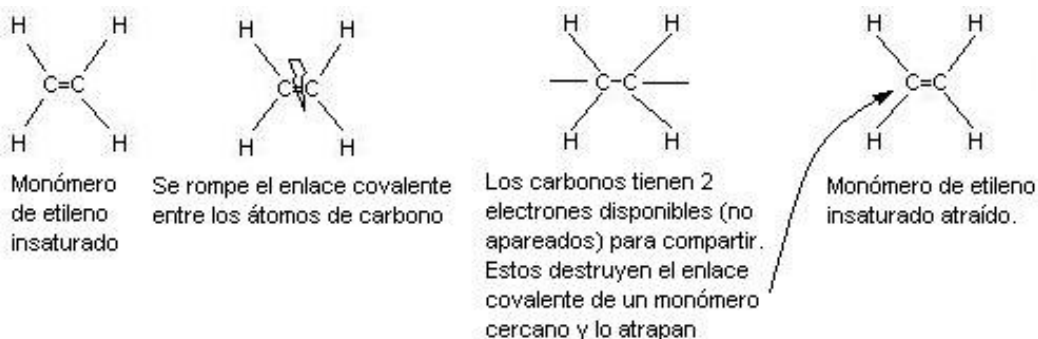 H H H H H H H H
C=C C=C C-C C=C
H H H H H H H H
Monómero
de etileno
insaturado
Se rompe el enlace covalente
entre los átomos de carbono
Los carbonos tienen 2
electrones disponibles (no
apareados) para compartir.
Estos destruyen el enlace
covalente de un monómero
cercano y lo atrapan
Monómero de etileno
insaturado atraído.